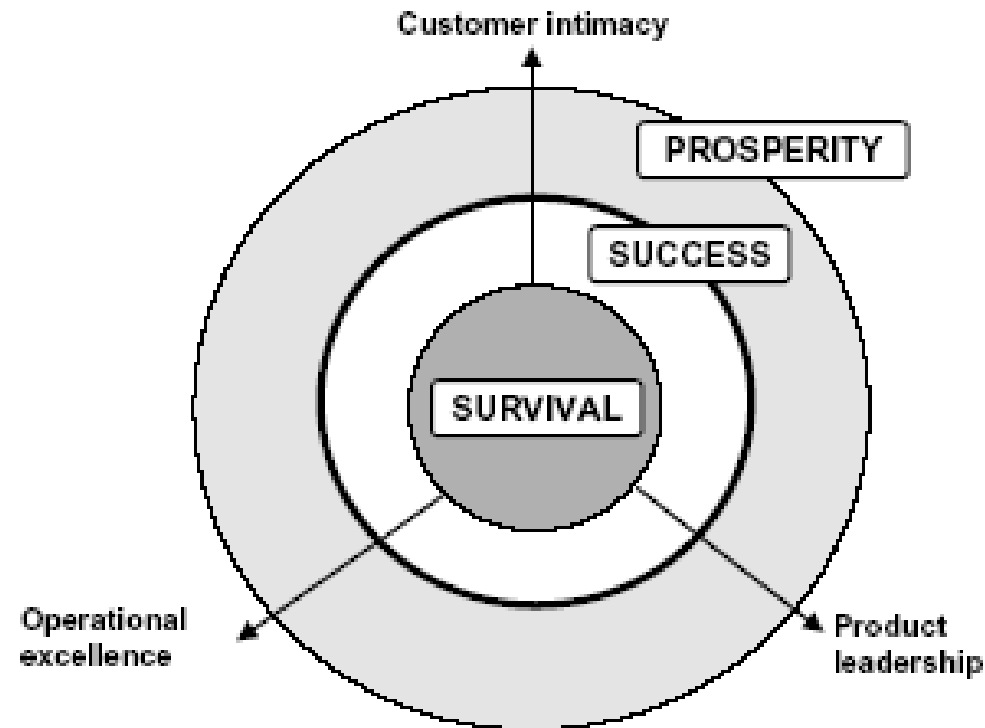 Customer intimacy
PROSPERITY
SUCCESS
SURVIVAL
Operational
excellence
Product
leadership